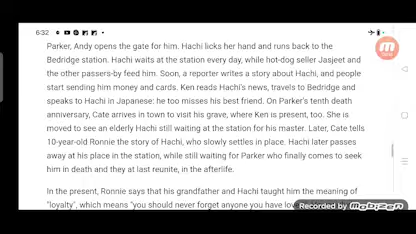 6:32
Parker, Andy opens the gate for him. Hachi licks her hand and runs back to the
Bedridge station. Hachi waits at the station every day, while hot-dog seller Jasjeet and
the other passers-by feed him. Soon, a reporter writes a story about Hachi, and people
start sending him money and cards. Ken reads Hachi's news, travels to Bedridge and
speaks to Hachi in Japanese: he too misses his best friend. On Parker's tenth death
anniversary, Cate arrives in town to visit his grave, where Ken is present, too. She is
moved to see an elderly Hachi still waiting at the station for his master. Later, Cate tells
10-year-old Ronnie the story of Hachi, who slowly settles in place. Hachi later passes
away at his place in the station, while still waiting for Parker who finally comes to seek
him in death and they at last reunite, in the afterlife.
In the present, Ronnie says that his grandfather and Hachi taught him the meaning of
"loyalty", which means "you should never forget anyone you have
Recorded by Mobizen